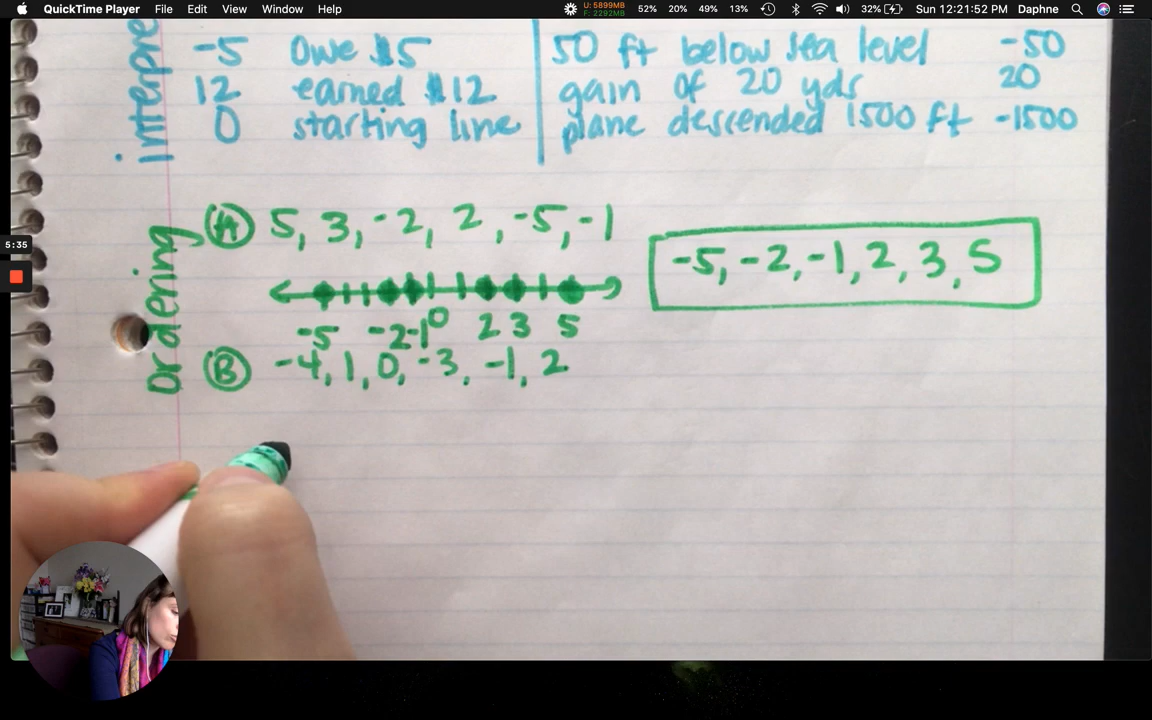 QuickTime Player File Edit View Window Help U: 5899MB F: 2292MB 52% 20% 49% 13% 32% Sun 12:21:52 PM Daphne
-5 Owe $5 50 ft below sea level -50
12 earned $12 gain of 20 yds 20
0 starting line plane descended 1500 ft -1500
Ordering
A 5, 3, -2, 2, -5, -1
-5, -2, -1, 2, 3, 5
-5 -2 -1 0 2 3 5
B -4, 1, 0, -3, -1, 2
5:35